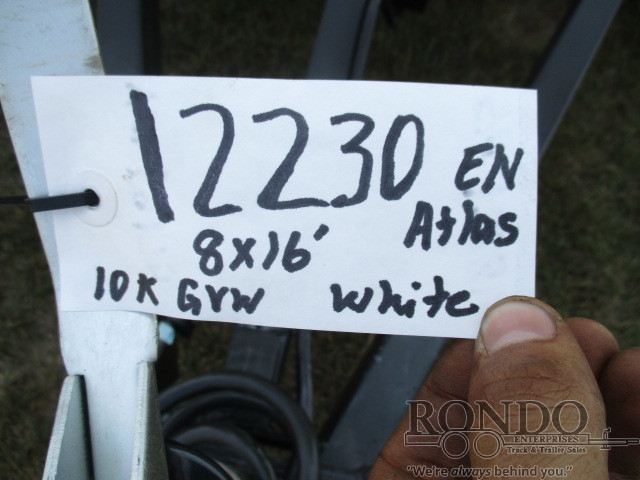 12230 EN
Atlas
8x16'
10K GVW White
RONDO
ENTERPRISES
Truck & Trailer Sales
"We're always behind you."